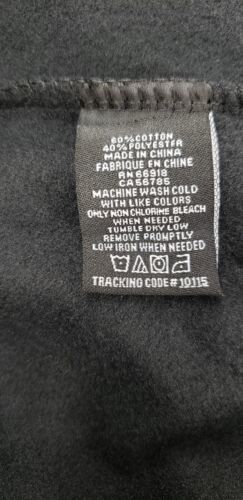 60% COTTON
40% POLYESTER
MADE IN CHINA
FABRIQUE EN CHINE
RN 66918
CA 56785
MACHINE WASH COLD
WITH LIKE COLORS
ONLY NON CHLORINE BLEACH
WHEN NEEDED
TUMBLE DRY LOW
REMOVE PROMPTLY
LOW IRON WHEN NEEDED
TRACKING CODE #10115